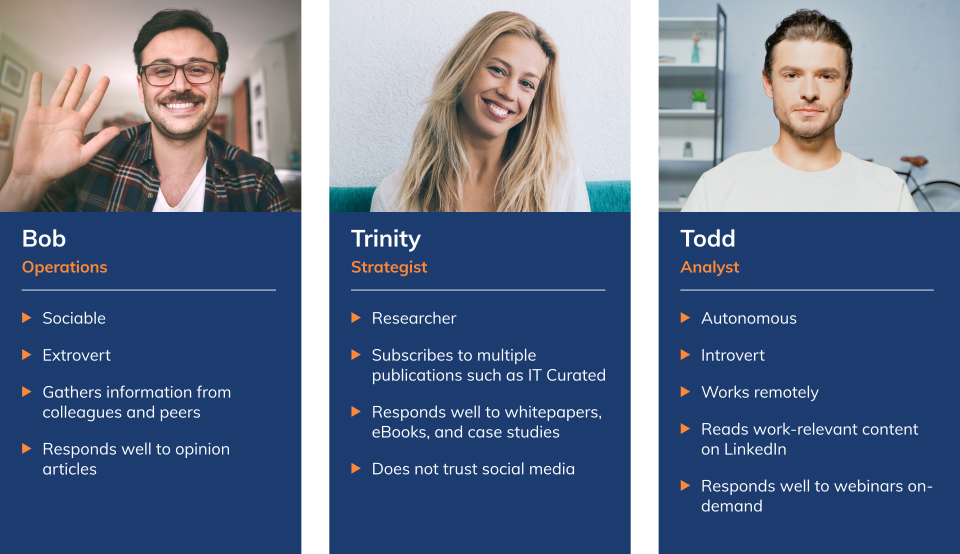 Bob
Operations
Sociable
Extrovert
Gathers information from
colleagues and peers
Responds well to opinion
articles
Trinity
Strategist
Researcher
Subscribes to multiple
publications such as IT Curated
Responds well to whitepapers,
eBooks, and case studies
Does not trust social media
Todd
Analyst
Autonomous
Introvert
Works remotely
Reads work-relevant content
on LinkedIn
Responds well to webinars on-
demand